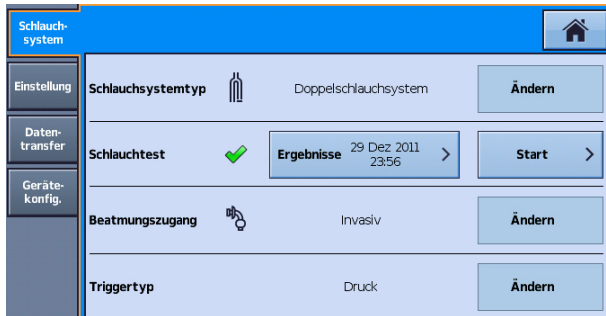 Schlauch-
system
Einstellung
Daten-
transfer
Geräte-
konfig.
Schlauchsystemtyp
Doppelschlauchsystem
Ändern
Schlauchtest
Ergebnisse
29 Dez 2011
23:56
Start
Beatmungszugang
Invasiv
Ändern
Triggertyp
Druck
Ändern